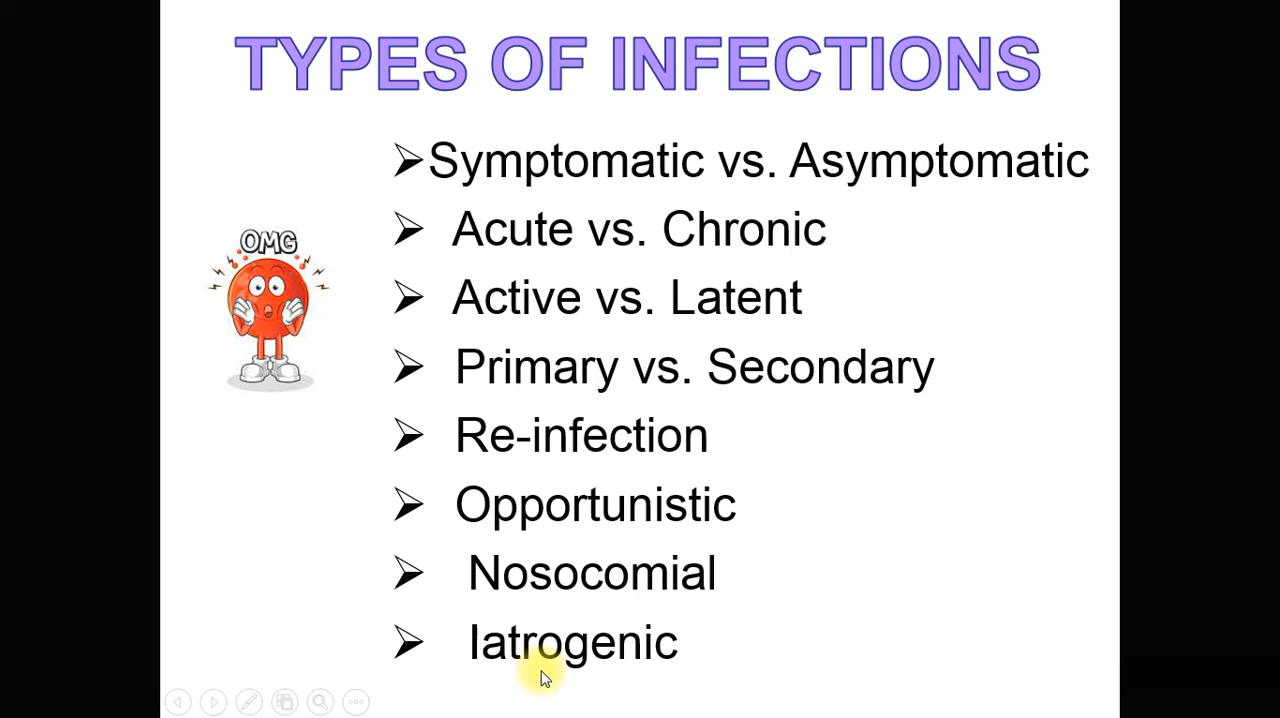 TYPES OF INFECTIONS
Symptomatic vs. Asymptomatic
Acute vs. Chronic
Active vs. Latent
OMG
Primary vs. Secondary
Re-infection
Opportunistic
Nosocomial
Iatrogenic